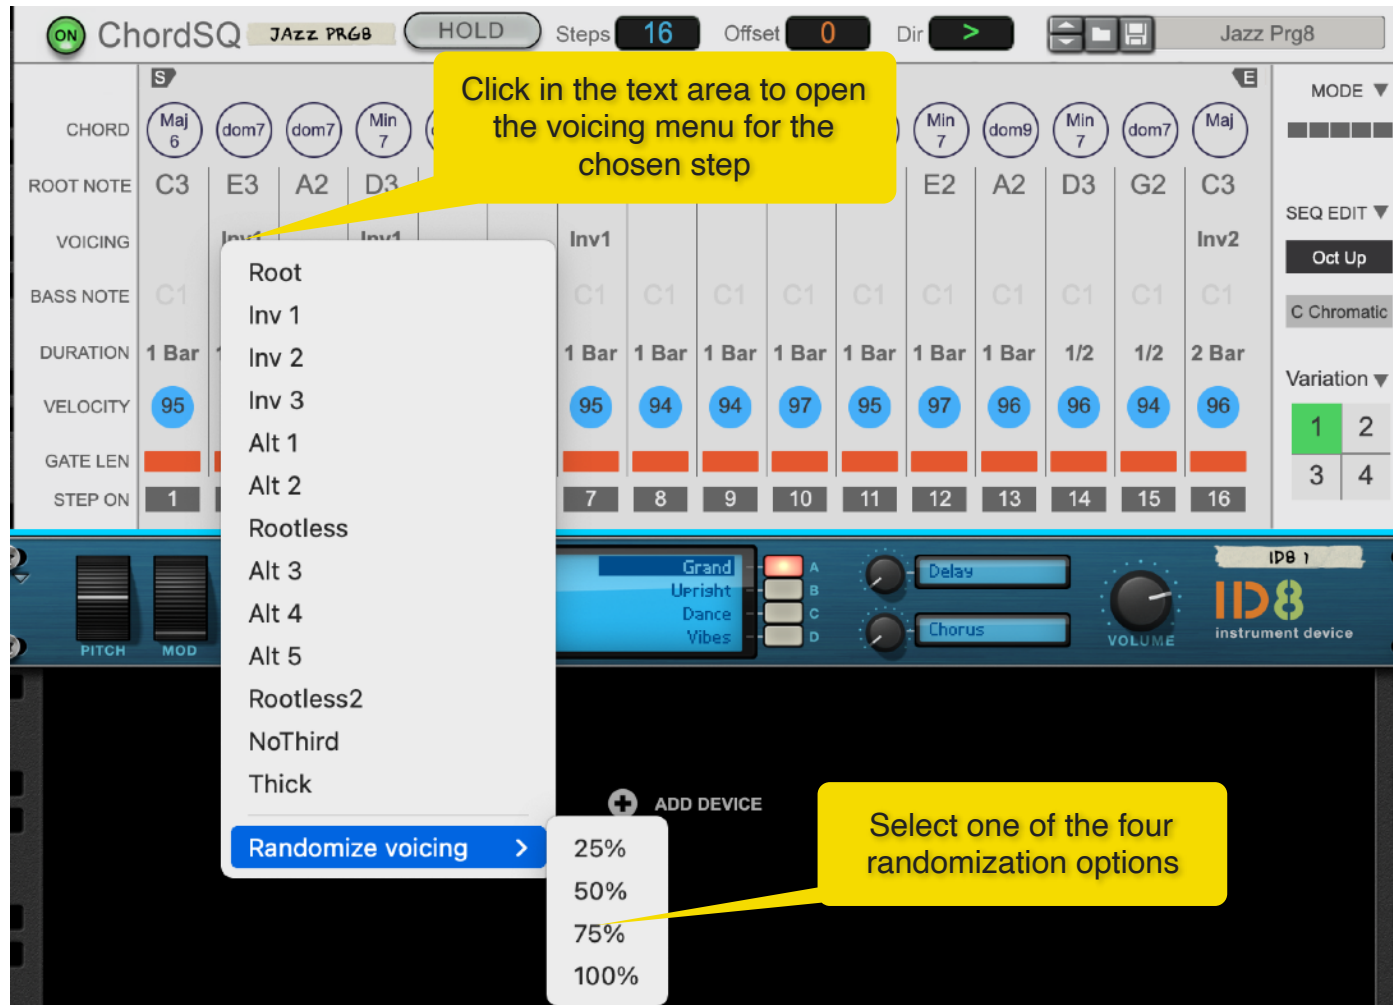 ON ChordSQ JAZZ PRG8 HOLD Steps 16 Offset 0 Dir > Jazz Prg8
S E
MODE
Click in the text area to open
the voicing menu for the
chosen step
CHORD Maj 6 dom7 dom7 Min 7 Min 7 dom9 Min 7 dom7 Maj
ROOT NOTE C3 E3 A2 D3 E2 A2 D3 G2 C3
SEQ EDIT
VOICING Inv1 Inv1 Inv1 Inv2
Oct Up
BASS NOTE C1 C1 C1 C1 C1 C1 C1 C1 C1 C1 C1
C Chromatic
DURATION 1 Bar 1 Bar 1 Bar 1 Bar 1 Bar 1 Bar 1 Bar 1 Bar 1/2 1/2 2 Bar
Variation
VELOCITY 95 95 94 94 97 95 97 96 96 94 96
1 2
GATE LEN
3 4
STEP ON 1 7 8 9 10 11 12 13 14 15 16
Root
Inv 1
Inv 2
Inv 3
Alt 1
Alt 2
Rootless
Alt 3
Alt 4
Alt 5
Rootless2
NoThird
Thick
Randomize voicing >
25%
50%
75%
100%
PITCH MOD
Grand A
Upright B
Dance C
Vibes D
Delay
Chorus
VOLUME
ID8 1
ID8
instrument device
ADD DEVICE
Select one of the four
randomization options